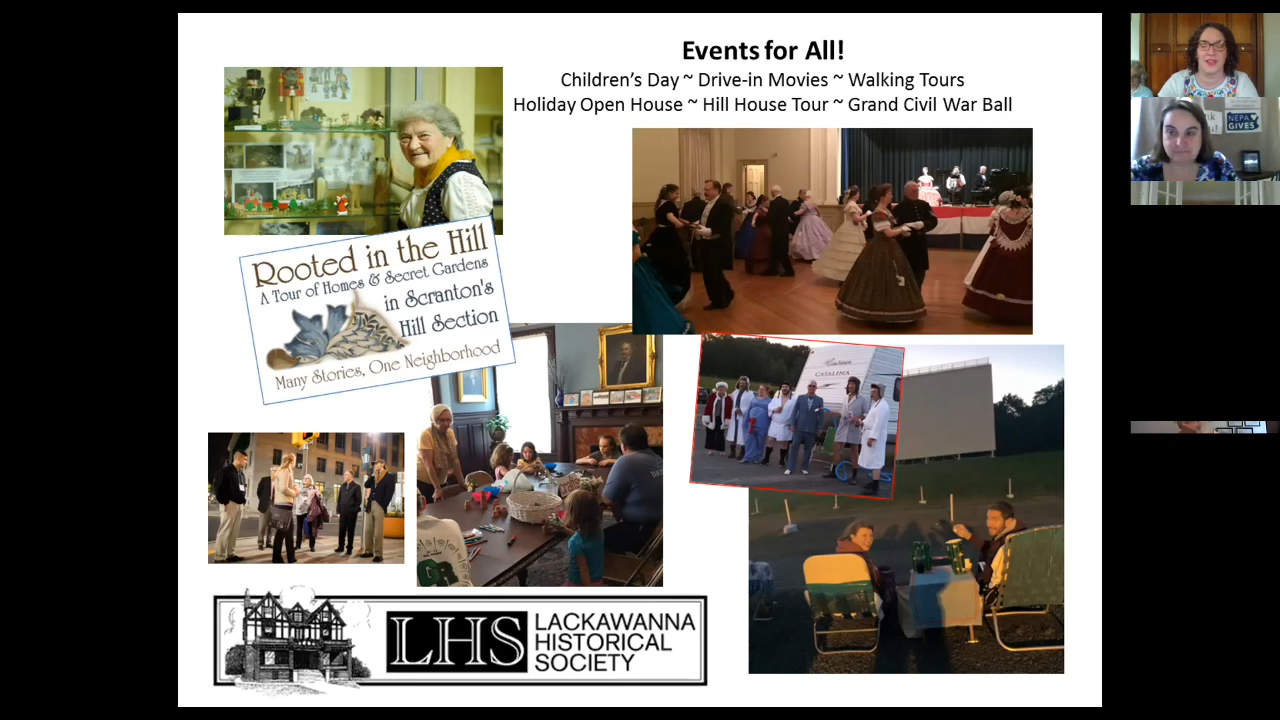 Events for All!
Children's Day ~ Drive-in Movies ~ Walking Tours
Holiday Open House ~ Hill House Tour ~ Grand Civil War Ball
Rooted in the Hill
A Tour of Homes & Secret Gardens
in Scranton's
Hill Section
Many Stories, One Neighborhood
CATALINA
LHS
LACKAWANNA
HISTORICAL
SOCIETY
NEPA
GIVES